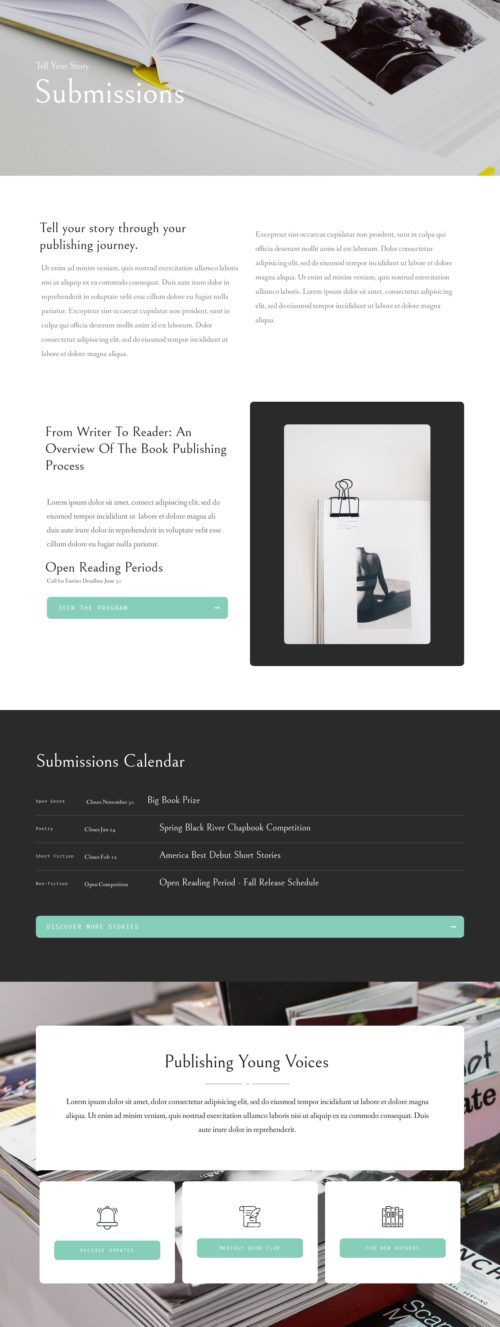 Tell Your Story
Submissions
Tell your story through your
publishing journey.
Ut enim ad minim veniam, quis nostrud exercitation ullamco laboris
nisi ut aliquip ex ea commodo consequat. Duis aute irure dolor in
reprehenderit in voluptate velit esse cillum dolore eu fugiat nulla
pariatur. Excepteur sint occaecat cupidatat non proident, sunt in
culpa qui officia deserunt mollit anim id est laborum. Dolor
consectetur adipisicing elit, sed do eiusmod tempor incididunt ut
labore et dolore magna aliqua.
Excepteur sint occaecat cupidatat non proident, sunt in culpa qui
officia deserunt mollit anim id est laborum. Dolor consectetur
adipisicing elit, sed do eiusmod tempor incididunt ut labore et dolore
magna aliqua. Ut enim ad minim veniam, quis nostrud exercitation
ullamco laboris. Lorem ipsum dolor sit amet, consectetur adipisicing
elit, sed do eiusmod tempor incididunt ut labore et dolore magna
aliqua.
From Writer To Reader: An
Overview Of The Book Publishing
Process
Lorem ipsum dolor sit amet, consect adipisicing elit, sed do
eiusmod tempor incididunt ut labore et dolore magna ali
duis aute irure dolor in reprehenderit in voluptate velit esse
cillum dolore eu fugiat nulla pariatur.
Open Reading Periods
Call for Entries Deadline June 30
JOIN THE PROGRAM
Submissions Calendar
Open Genre Closes November 30 Big Book Prize
Poetry Closes Jan 24 Spring Black River Chapbook Competition
Short Fiction Closes Feb 12 America Best Debut Short Stories
Non-fiction Open Competition Open Reading Period - Fall Release Schedule
DISCOVER MORE STORIES
Publishing Young Voices
Lorem ipsum dolor sit amet, dolor consectetur adipisicing elit, sed do eiusmod tempor incididunt ut labore et dolore magna
aliqua. Ut enim ad minim veniam, quis nostrud exercitation ullamco laboris nisi ut aliquip ex ea commodo consequat. Duis
aute irure dolor in reprehenderit.
RECEIVE UPDATES
MONTHLY BOOK CLUB
FOR NEW AUTHORS